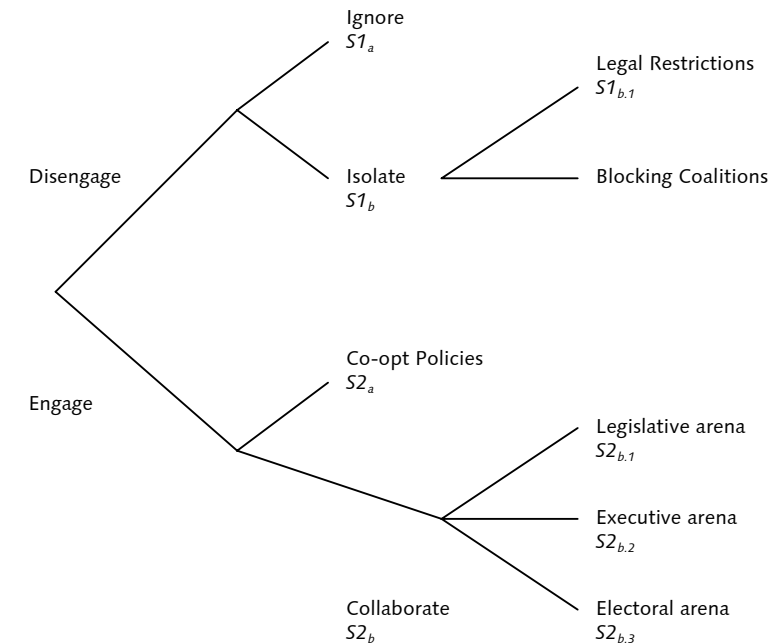 Ignore
S1a
Legal Restrictions
S1b.1
Disengage
Isolate
S1b
Blocking Coalitions
Co-opt Policies
S2a
Engage
Legislative arena
S2b.1
Executive arena
S2b.2
Collaborate
S2b
Electoral arena
S2b.3